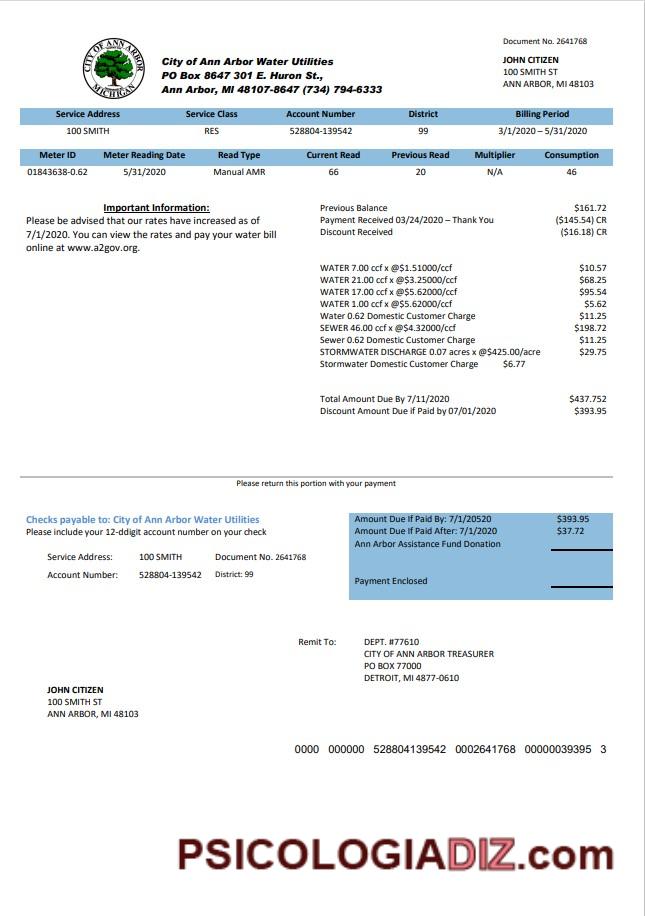 CITY OF ANN ARBOR
MICHIGAN
City of Ann Arbor Water Utilities
PO Box 8647 301 E. Huron St.,
Ann Arbor, MI 48107-8647 (734) 794-6333
Document No. 2641768
JOHN CITIZEN
100 SMITH ST
ANN ARBOR, MI 48103
Service Address Service Class Account Number District Billing Period
100 SMITH RES 528804-139542 99 3/1/2020 – 5/31/2020
Meter ID Meter Reading Date Read Type Current Read Previous Read Multiplier Consumption
01843638-0.62 5/31/2020 Manual AMR 66 20 N/A 46
Important Information:
Please be advised that our rates have increased as of
7/1/2020. You can view the rates and pay your water bill
online at www.a2gov.org.
Previous Balance $161.72
Payment Received 03/24/2020 – Thank You ($145.54) CR
Discount Received ($16.18) CR
WATER 7.00 ccf x @$1.51000/ccf $10.57
WATER 21.00 ccf x @$3.25000/ccf $68.25
WATER 17.00 ccf x @$5.62000/ccf $95.54
WATER 1.00 ccf x @$5.62000/ccf $5.62
Water 0.62 Domestic Customer Charge $11.25
SEWER 46.00 ccf x @$4.32000/ccf $198.72
Sewer 0.62 Domestic Customer Charge $11.25
STORMWATER DISCHARGE 0.07 acres x @$425.00/acre $29.75
Stormwater Domestic Customer Charge $6.77
Total Amount Due By 7/11/2020 $437.752
Discount Amount Due if Paid by 07/01/2020 $393.95
Please return this portion with your payment
Checks payable to: City of Ann Arbor Water Utilities
Please include your 12-ddigit account number on your check
Service Address: 100 SMITH Document No. 2641768
Account Number: 528804-139542 District: 99
Amount Due If Paid By: 7/1/20520 $393.95
Amount Due If Paid After: 7/1/2020 $37.72
Ann Arbor Assistance Fund Donation
Payment Enclosed
Remit To: DEPT. #77610
CITY OF ANN ARBOR TREASURER
PO BOX 77000
DETROIT, MI 4877-0610
JOHN CITIZEN
100 SMITH ST
ANN ARBOR, MI 48103
0000 000000 528804139542 0002641768 00000039395 3
PSICOLOGIADIZ.com